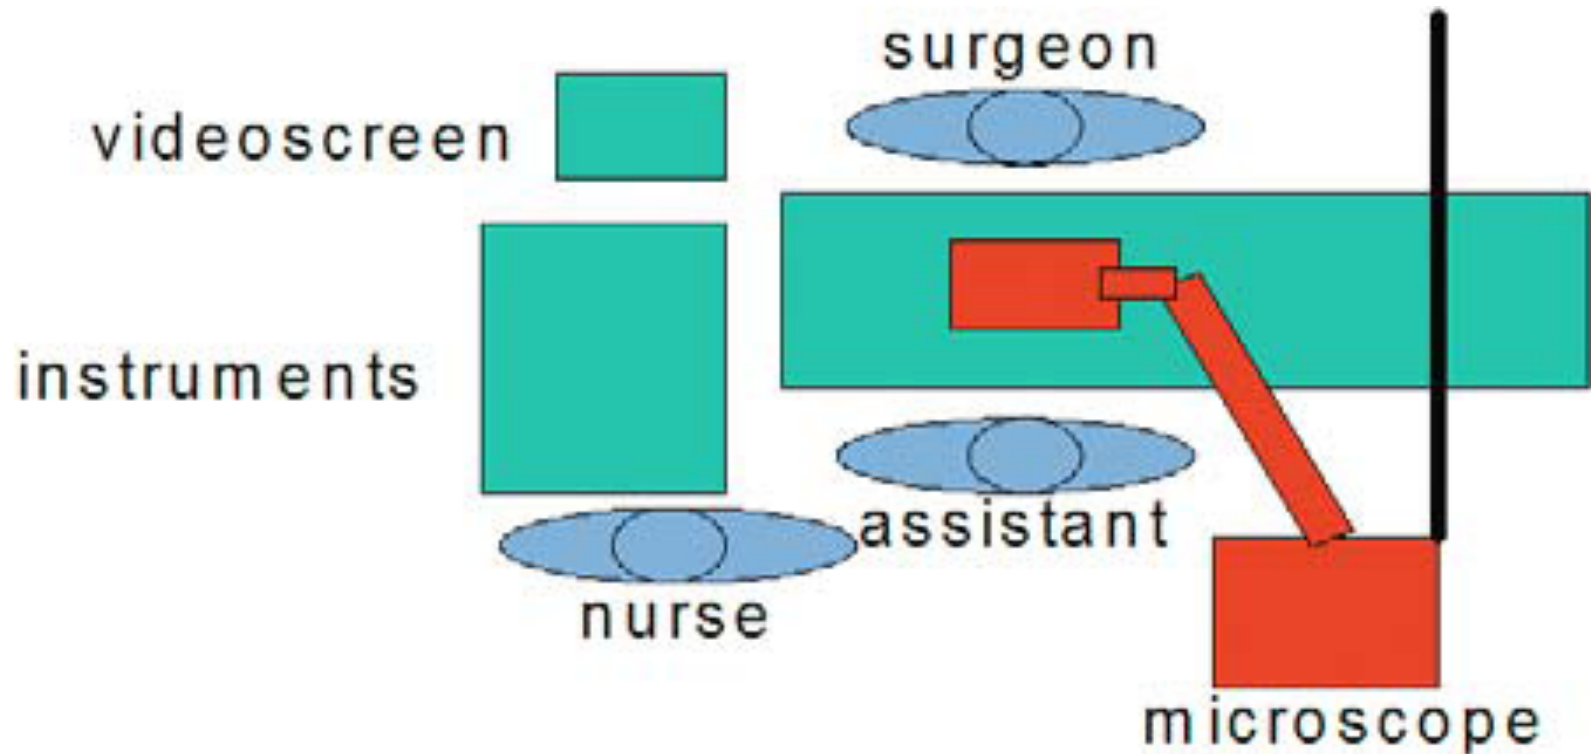 surgeon
videoscreen
instruments
assistant
nurse
microscope